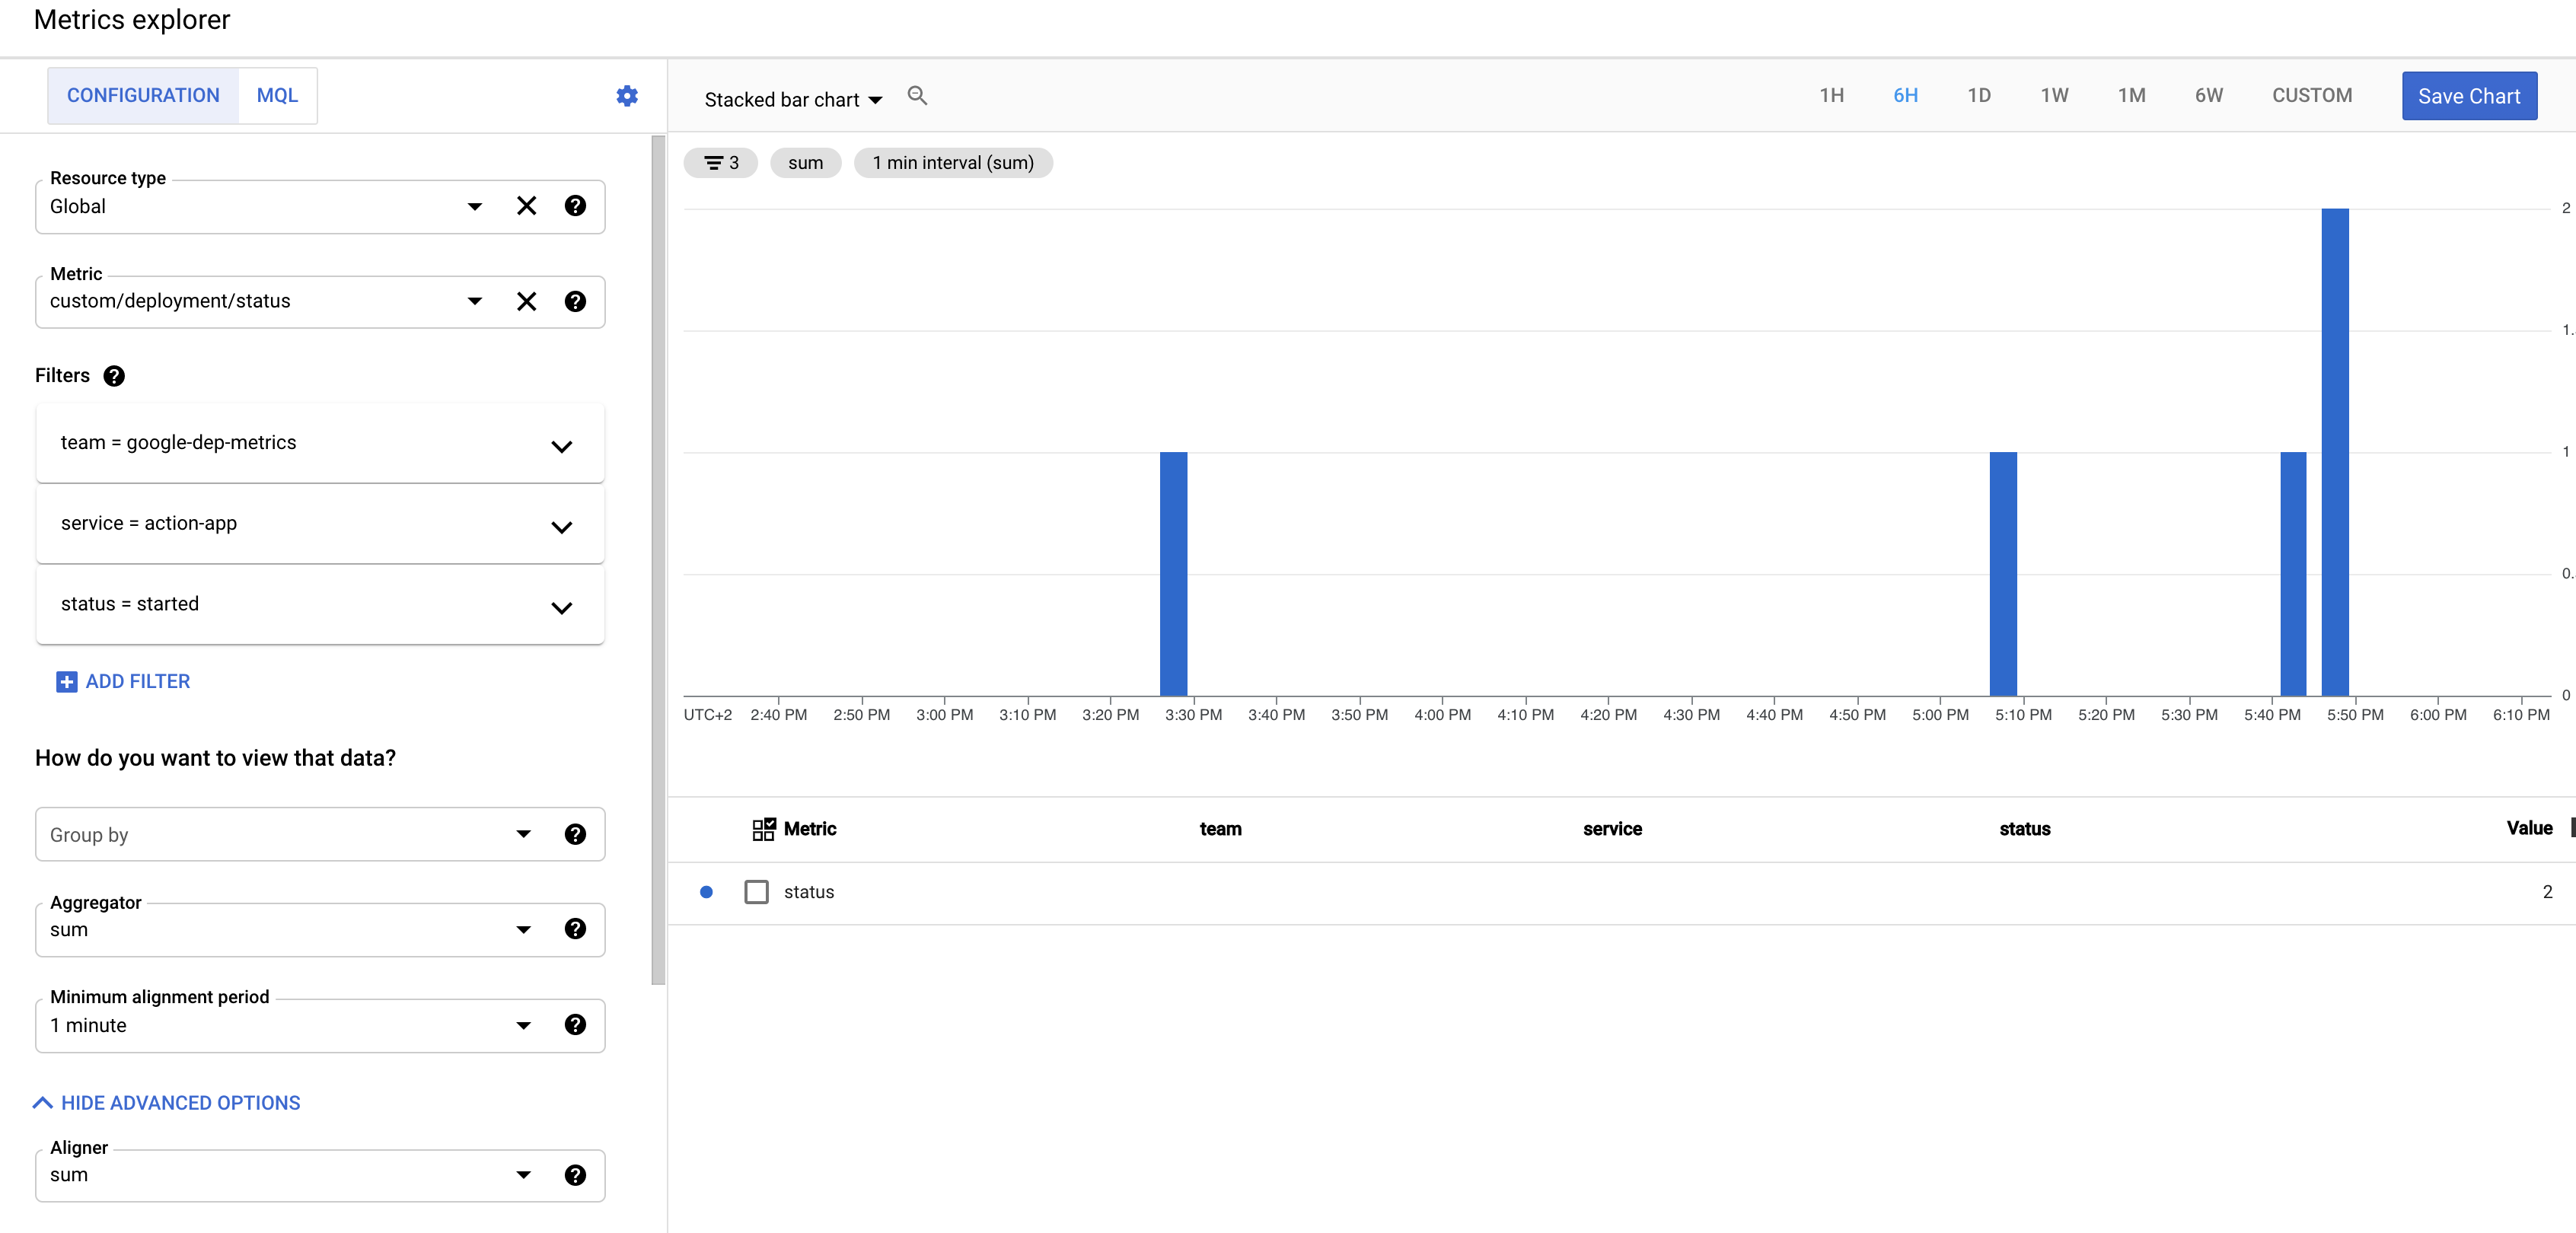 Metrics explorer
CONFIGURATION MQL
Stacked bar chart 1H 6H 1D 1W 1M 6W CUSTOM Save Chart
3 sum 1 min interval (sum)
Resource type
Global
Metric
custom/deployment/status
Filters
team = google-dep-metrics
service = action-app
status = started
ADD FILTER
How do you want to view that data?
Group by
Aggregator
sum
Minimum alignment period
1 minute
HIDE ADVANCED OPTIONS
Aligner
sum
2
1.
1
0.
0
UTC+2 2:40 PM 2:50 PM 3:00 PM 3:10 PM 3:20 PM 3:30 PM 3:40 PM 3:50 PM 4:00 PM 4:10 PM 4:20 PM 4:30 PM 4:40 PM 4:50 PM 5:00 PM 5:10 PM 5:20 PM 5:30 PM 5:40 PM 5:50 PM 6:00 PM 6:10 PM
Metric team service status Value
status 2